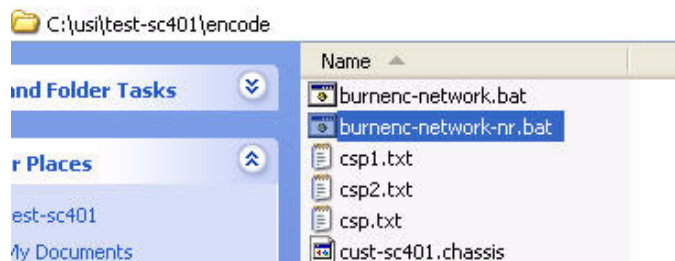 C:\usi\test-sc401\encode
Name
and Folder Tasks
burnenc-network.bat
burnenc-network-nr.bat
r Places
csp1.txt
csp2.txt
est-sc401
csp.txt
My Documents
cust-sc401.chassis